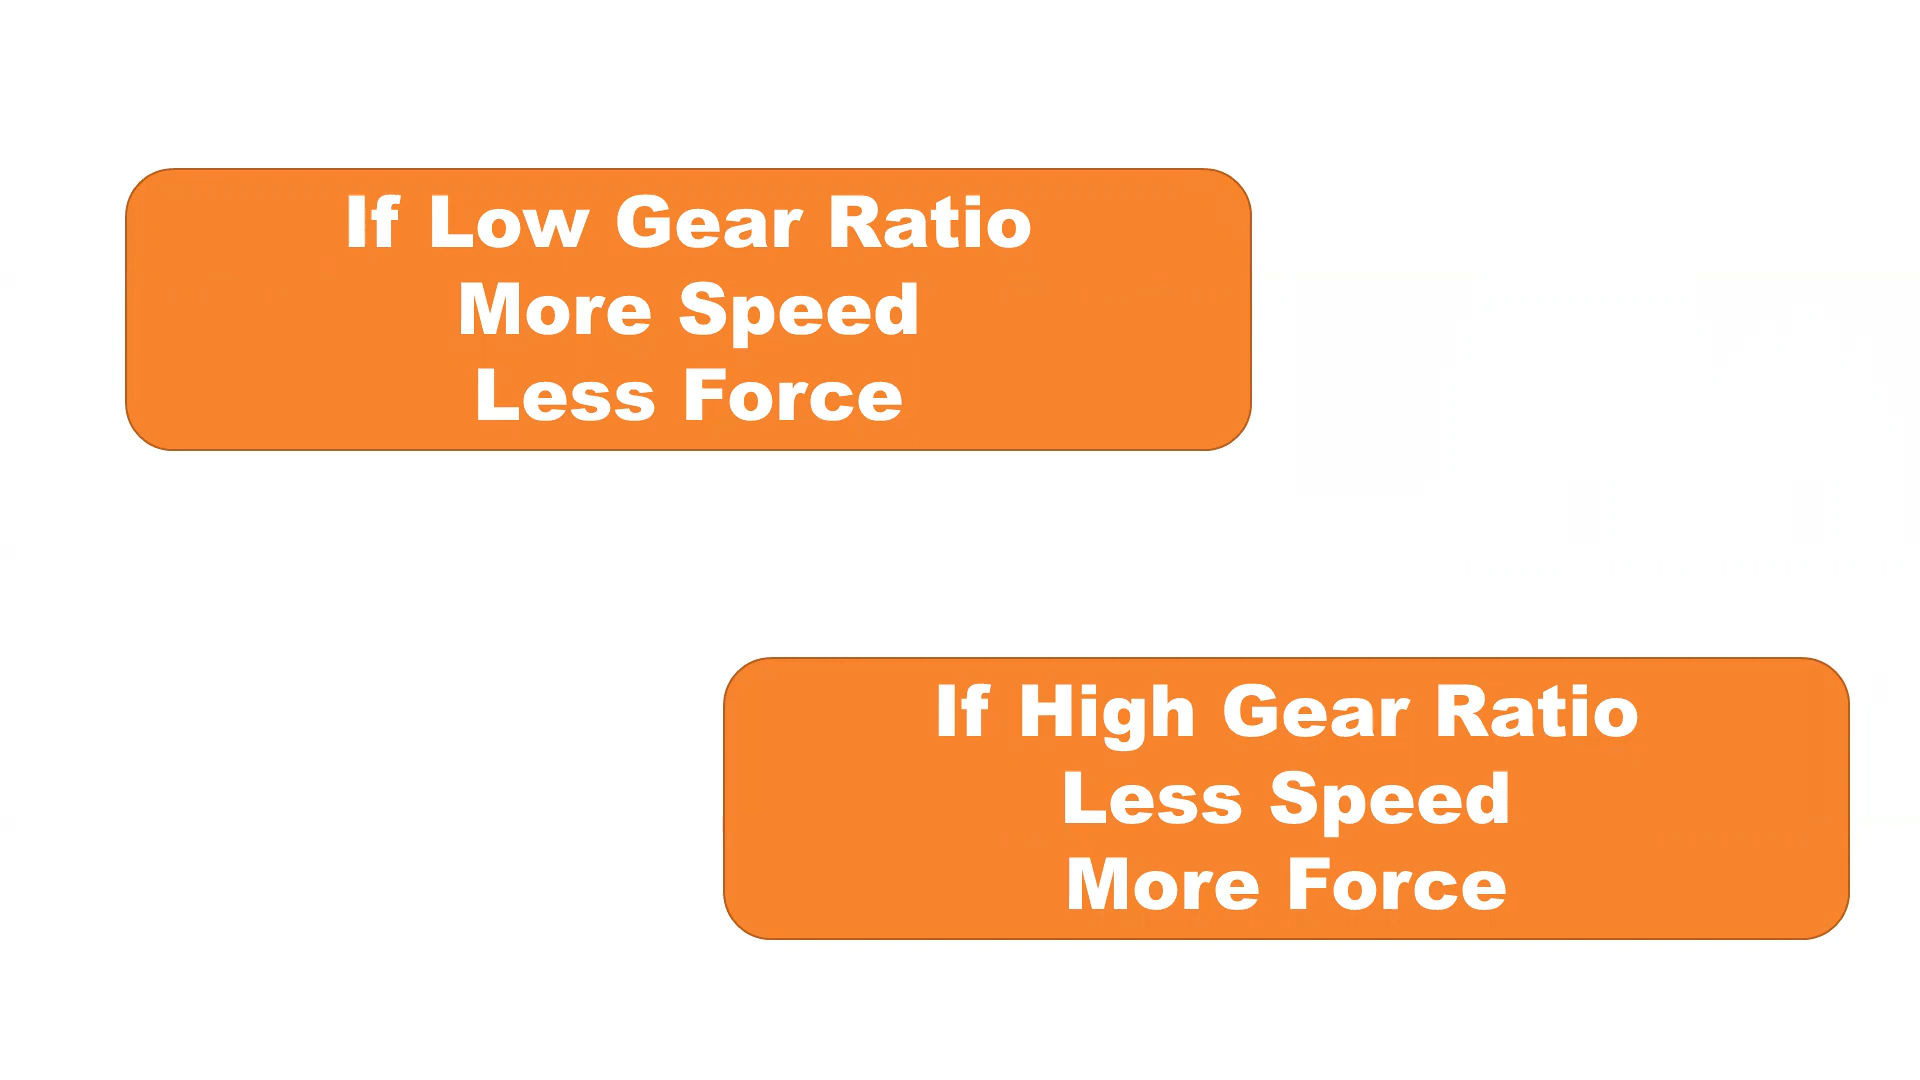 If Low Gear Ratio
More Speed
Less Force
If High Gear Ratio
Less Speed
More Force